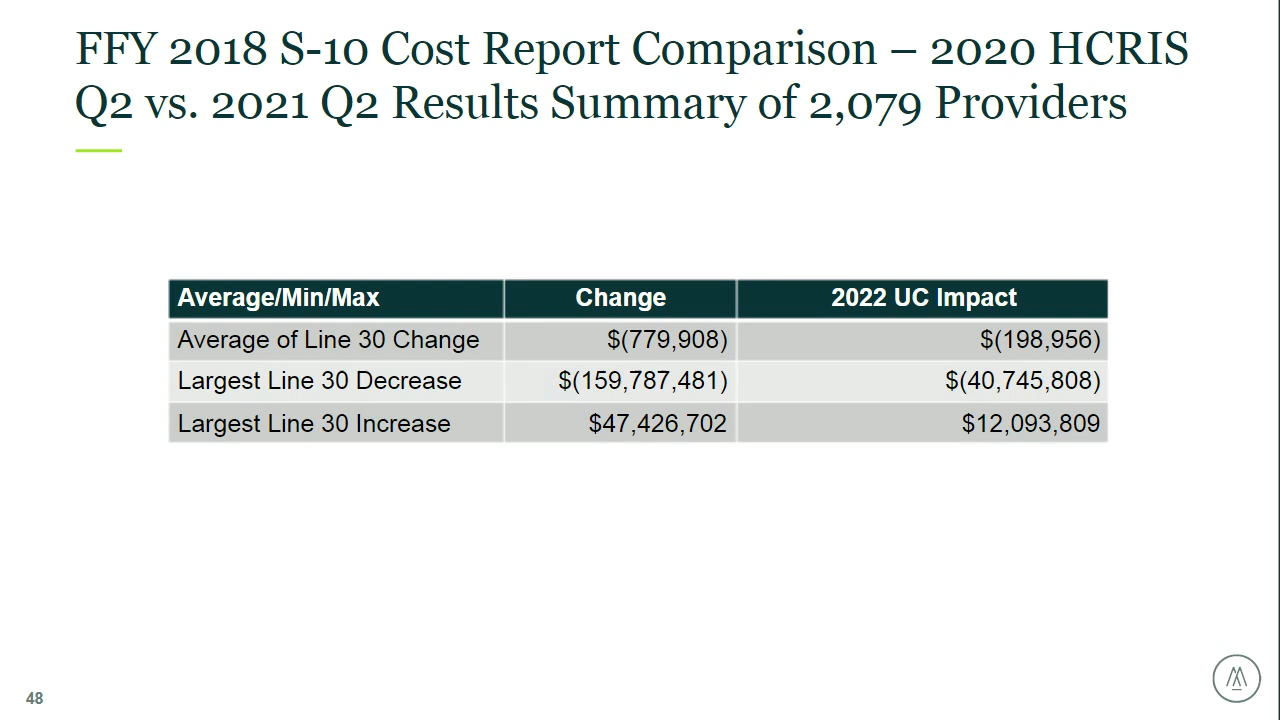 FFY 2018 S-10 Cost Report Comparison – 2020 HCRIS
Q2 vs. 2021 Q2 Results Summary of 2,079 Providers
Average/Min/Max Change 2022 UC Impact
Average of Line 30 Change $(779,908) $(198,956)
Largest Line 30 Decrease $(159,787,481) $(40,745,808)
Largest Line 30 Increase $47,426,702 $12,093,809
48